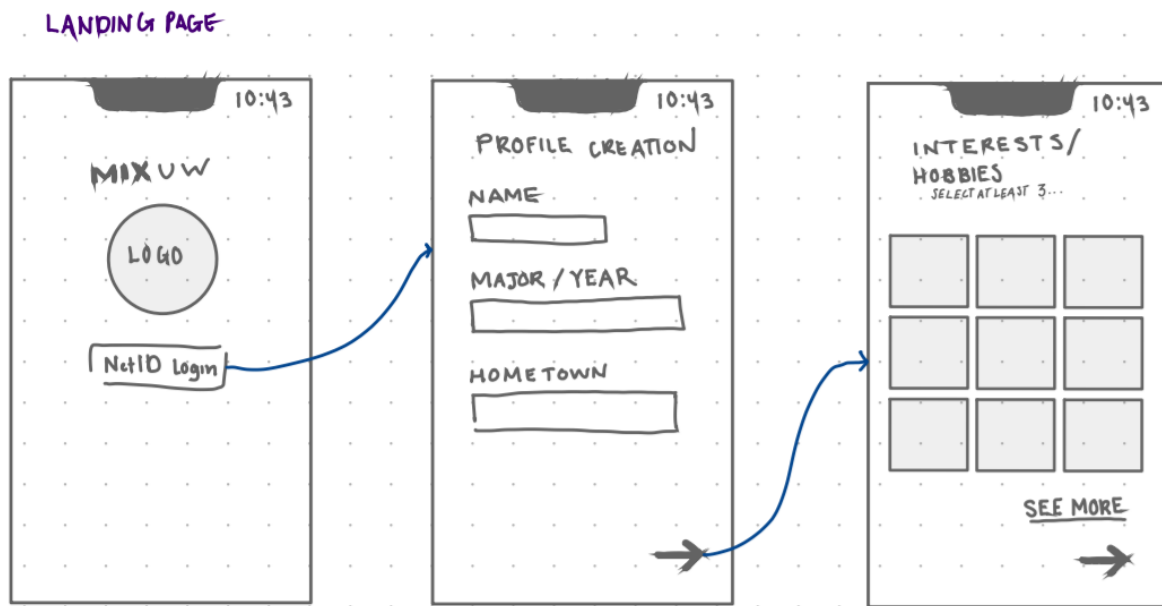 LANDING PAGE
10:43
MIXUW
LOGO
NetID Login
10:43
PROFILE CREATION
NAME
MAJOR / YEAR
HOMETOWN
10:43
INTERESTS/
HOBBIES
SELECT AT LEAST 3...
SEE MORE